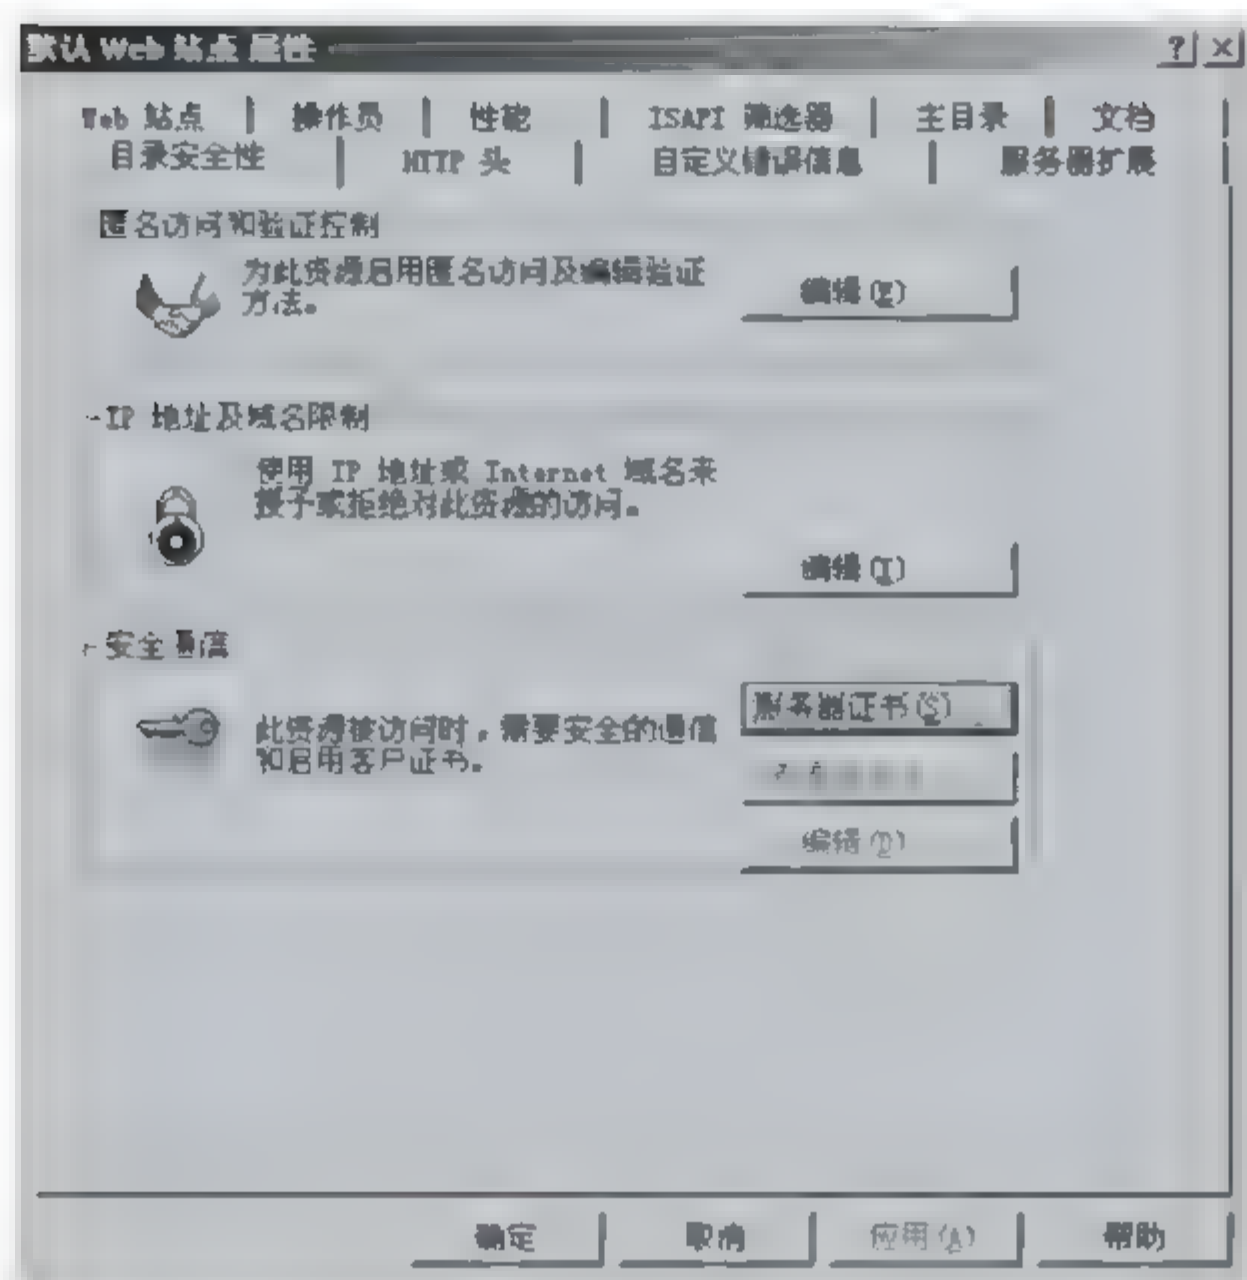 默认 Web 站点 属性
Web 站点 操作员 性能 ISAPI 筛选器 主目录 文档
目录安全性 HTTP 头 自定义错误信息 服务器扩展
匿名访问和验证控制
为此资源启用匿名访问及编辑验证
方法。
编辑(E)
IP 地址及域名限制
使用 IP 地址或 Internet 域名来
授予或拒绝对此资源的访问。
编辑(I)
安全通信
服务器证书(S)
此资源被访问时，需要安全的通信
和启用客户证书。
编辑(D)
确定 取消 应用(A) 帮助